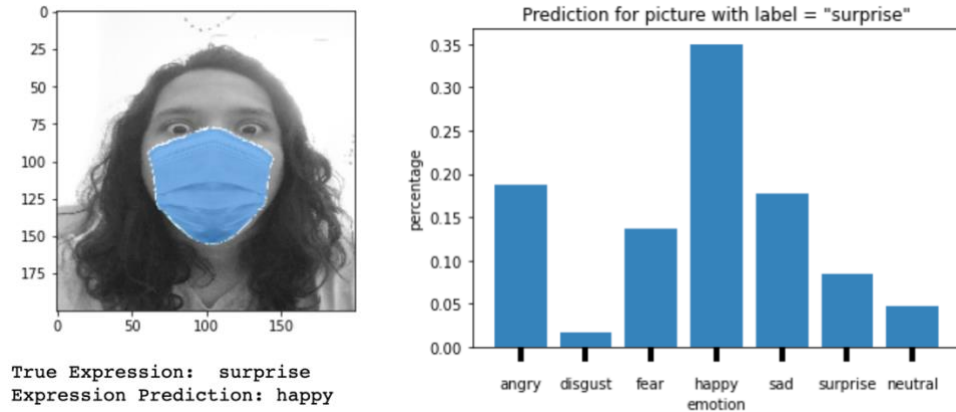 0
25
50
75
100
125
150
175
0 50 100 150
True Expression: surprise
Expression Prediction: happy
Prediction for picture with label = "surprise"
percentage
0.35
0.30
0.25
0.20
0.15
0.10
0.05
0.00
angry disgust fear happy sad surprise neutral
emotion